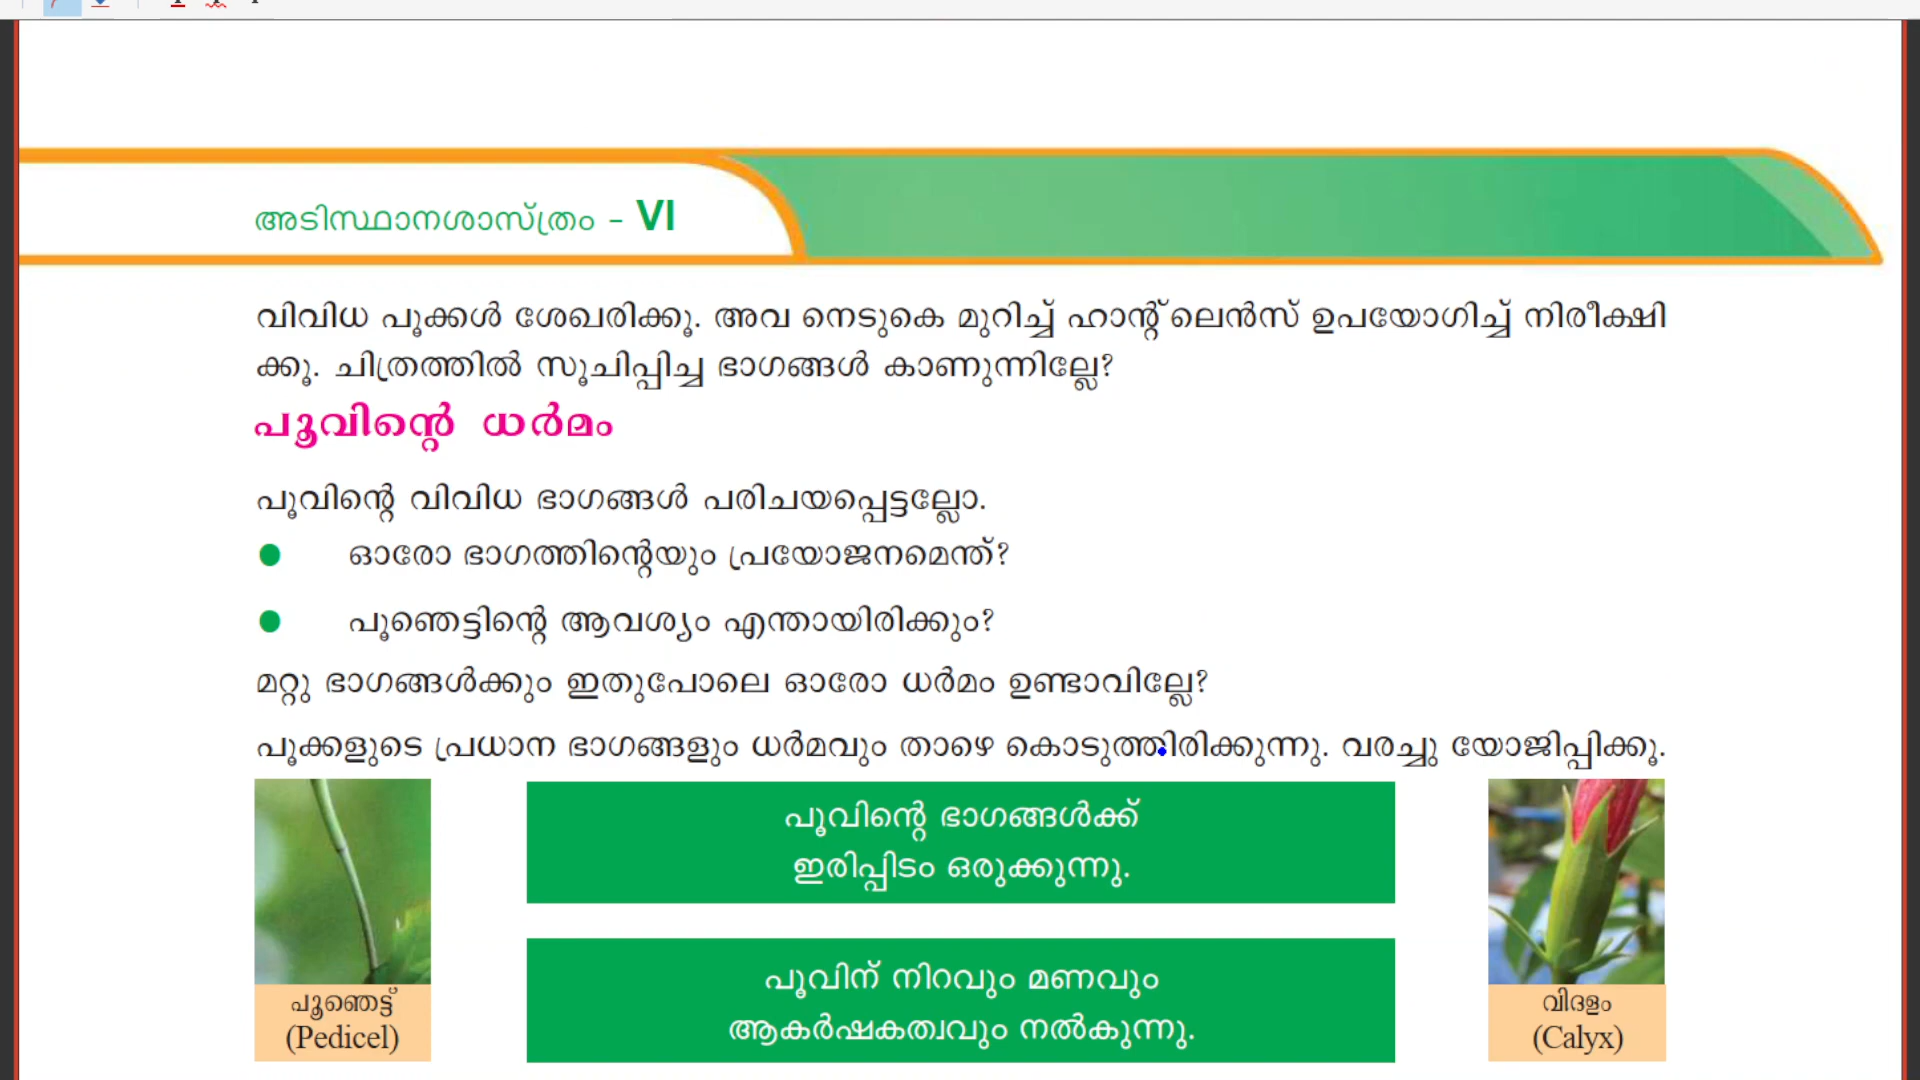 അടിസ്ഥാനശാസ്ത്രം - VI
വിവിധ പൂക്കൾ ശേഖരിക്കൂ. അവ നെടുകെ മുറിച്ച് ഹാന്റ്ലെൻസ് ഉപയോഗിച്ച് നിരീക്ഷി
ക്കൂ. ചിത്രത്തിൽ സൂചിപ്പിച്ച ഭാഗങ്ങൾ കാണുന്നില്ലേ?
പൂവിന്റെ ധർമം
പൂവിന്റെ വിവിധ ഭാഗങ്ങൾ പരിചയപ്പെട്ടല്ലോ.
● ഓരോ ഭാഗത്തിന്റെയും പ്രയോജനമെന്ത്?
● പൂഞെട്ടിന്റെ ആവശ്യം എന്തായിരിക്കും?
മറ്റു ഭാഗങ്ങൾക്കും ഇതുപോലെ ഓരോ ധർമം ഉണ്ടാവില്ലേ?
പൂക്കളുടെ പ്രധാന ഭാഗങ്ങളും ധർമവും താഴെ കൊടുത്തിരിക്കുന്നു. വരച്ചു യോജിപ്പിക്കൂ.
പൂവിന്റെ ഭാഗങ്ങൾക്ക്
ഇരിപ്പിടം ഒരുക്കുന്നു.
പൂവിന് നിറവും മണവും
ആകർഷകത്വവും നൽകുന്നു.
പൂഞെട്ട്
(Pedicel)
വിദളം
(Calyx)